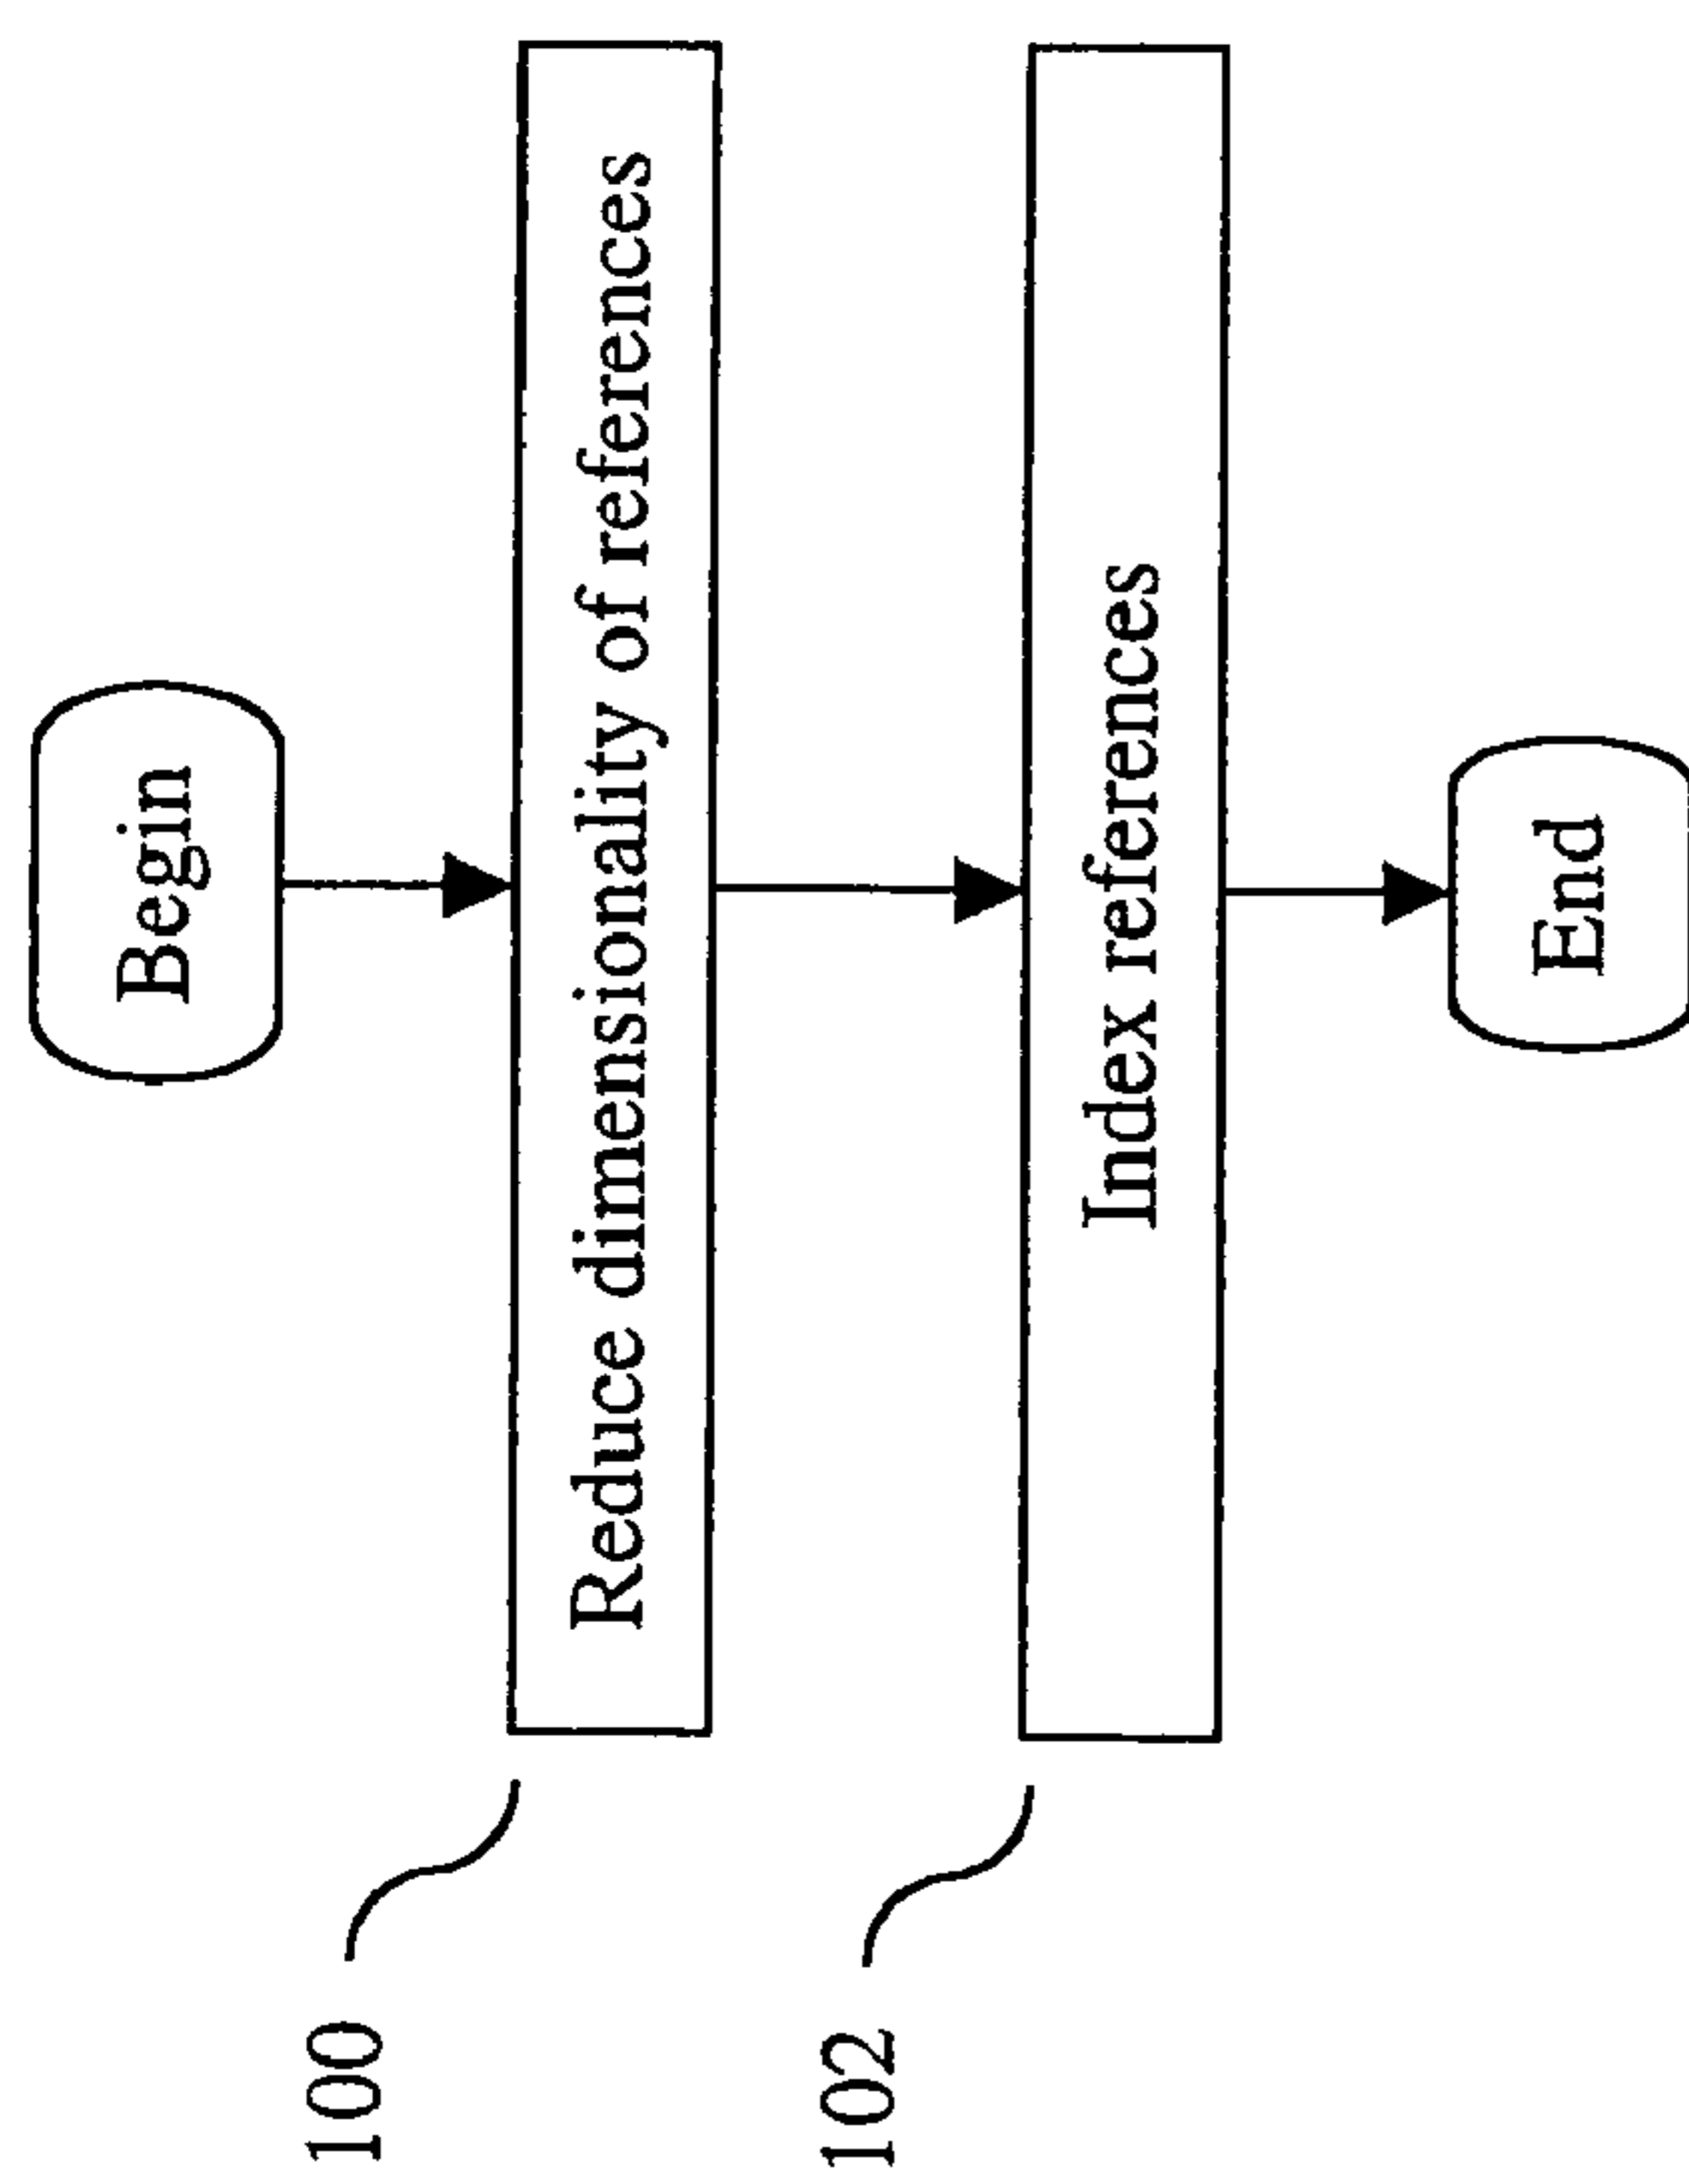 Begin
100
Reduce dimensionality of references
102
Index references
End